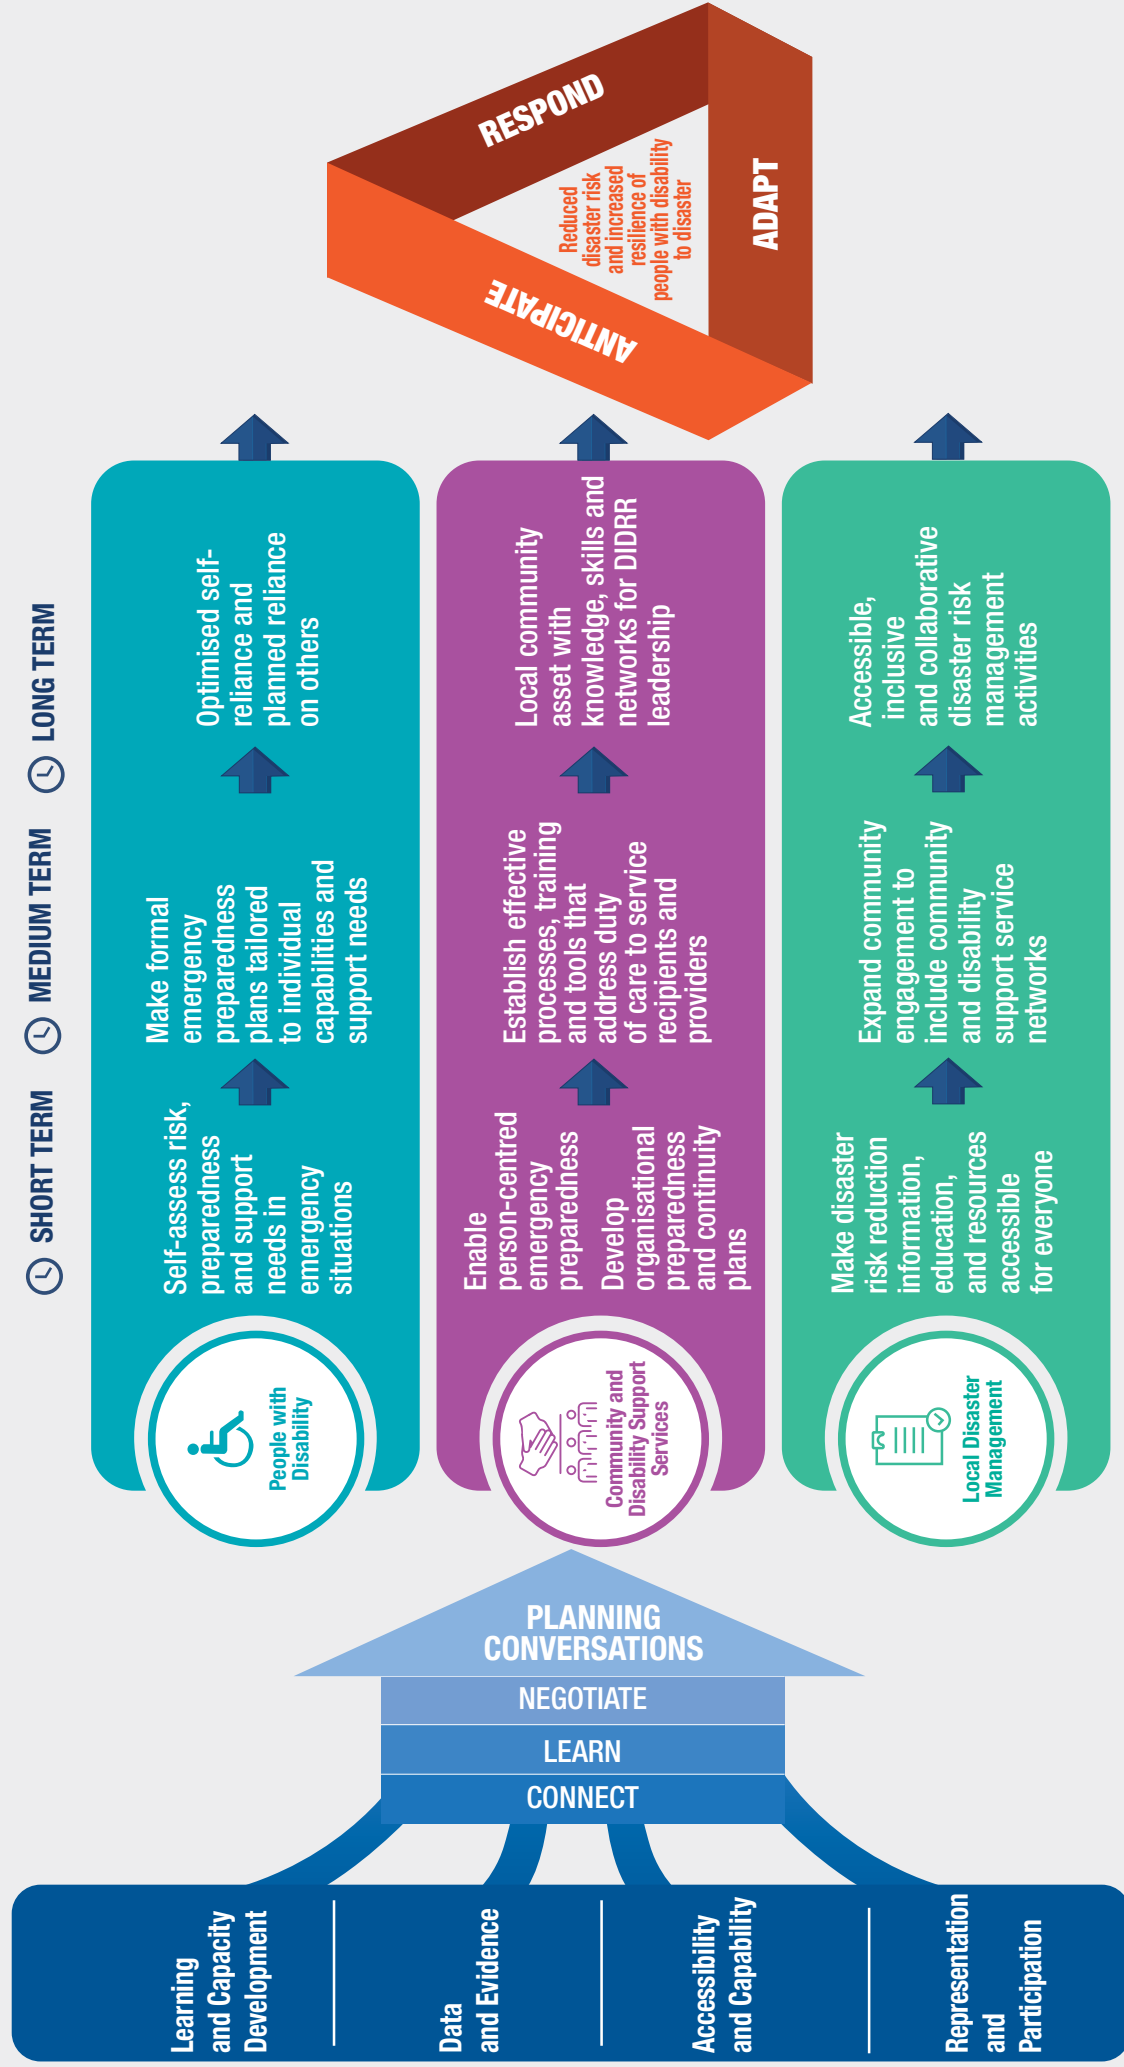 SHORT TERM
MEDIUM TERM
LONG TERM
Learning
and Capacity
Development
Data
and Evidence
Accessibility
and Capability
Representation
and
Participation
CONNECT
LEARN
NEGOTIATE
PLANNING
CONVERSATIONS
People with
Disability
Self-assess risk,
preparedness
and support
needs in
emergency
situations
Make formal
emergency
preparedness
plans tailored
to individual
capabilities and
support needs
Optimised self-
reliance and
planned reliance
on others
Community and
Disability Support
Services
Enable
person-centred
emergency
preparedness
Develop
organisational
preparedness
and continuity
plans
Establish effective
processes, training
and tools that
address duty
of care to service
recipients and
providers
Local community
asset with
knowledge, skills and
networks for DIDRR
leadership
Local Disaster
Management
Make disaster
risk reduction
information,
education,
and resources
accessible
for everyone
Expand community
engagement to
include community
and disability
support service
networks
Accessible,
inclusive
and collaborative
disaster risk
management
activities
ANTICIPATE
RESPOND
ADAPT
Reduced
disaster risk
and increased
resilience of
people with disability
to disaster